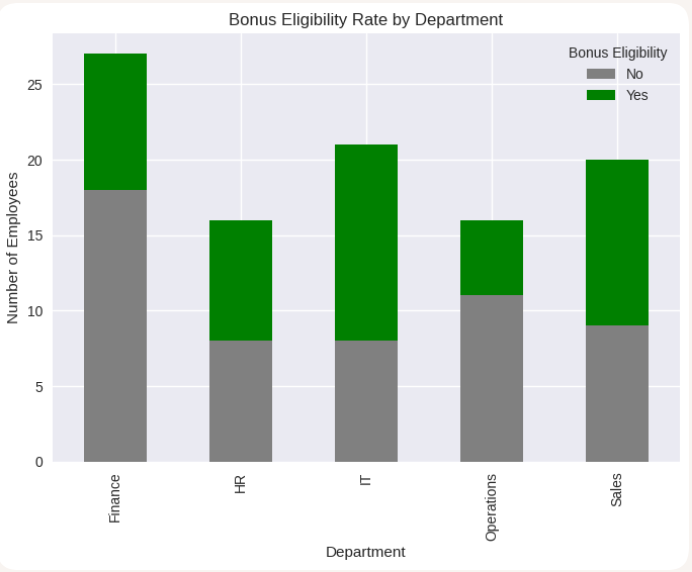 Bonus Eligibility Rate by Department
Bonus Eligibility
No
Yes
Number of Employees
25
20
15
10
5
0
Finance
HR
IT
Operations
Sales
Department